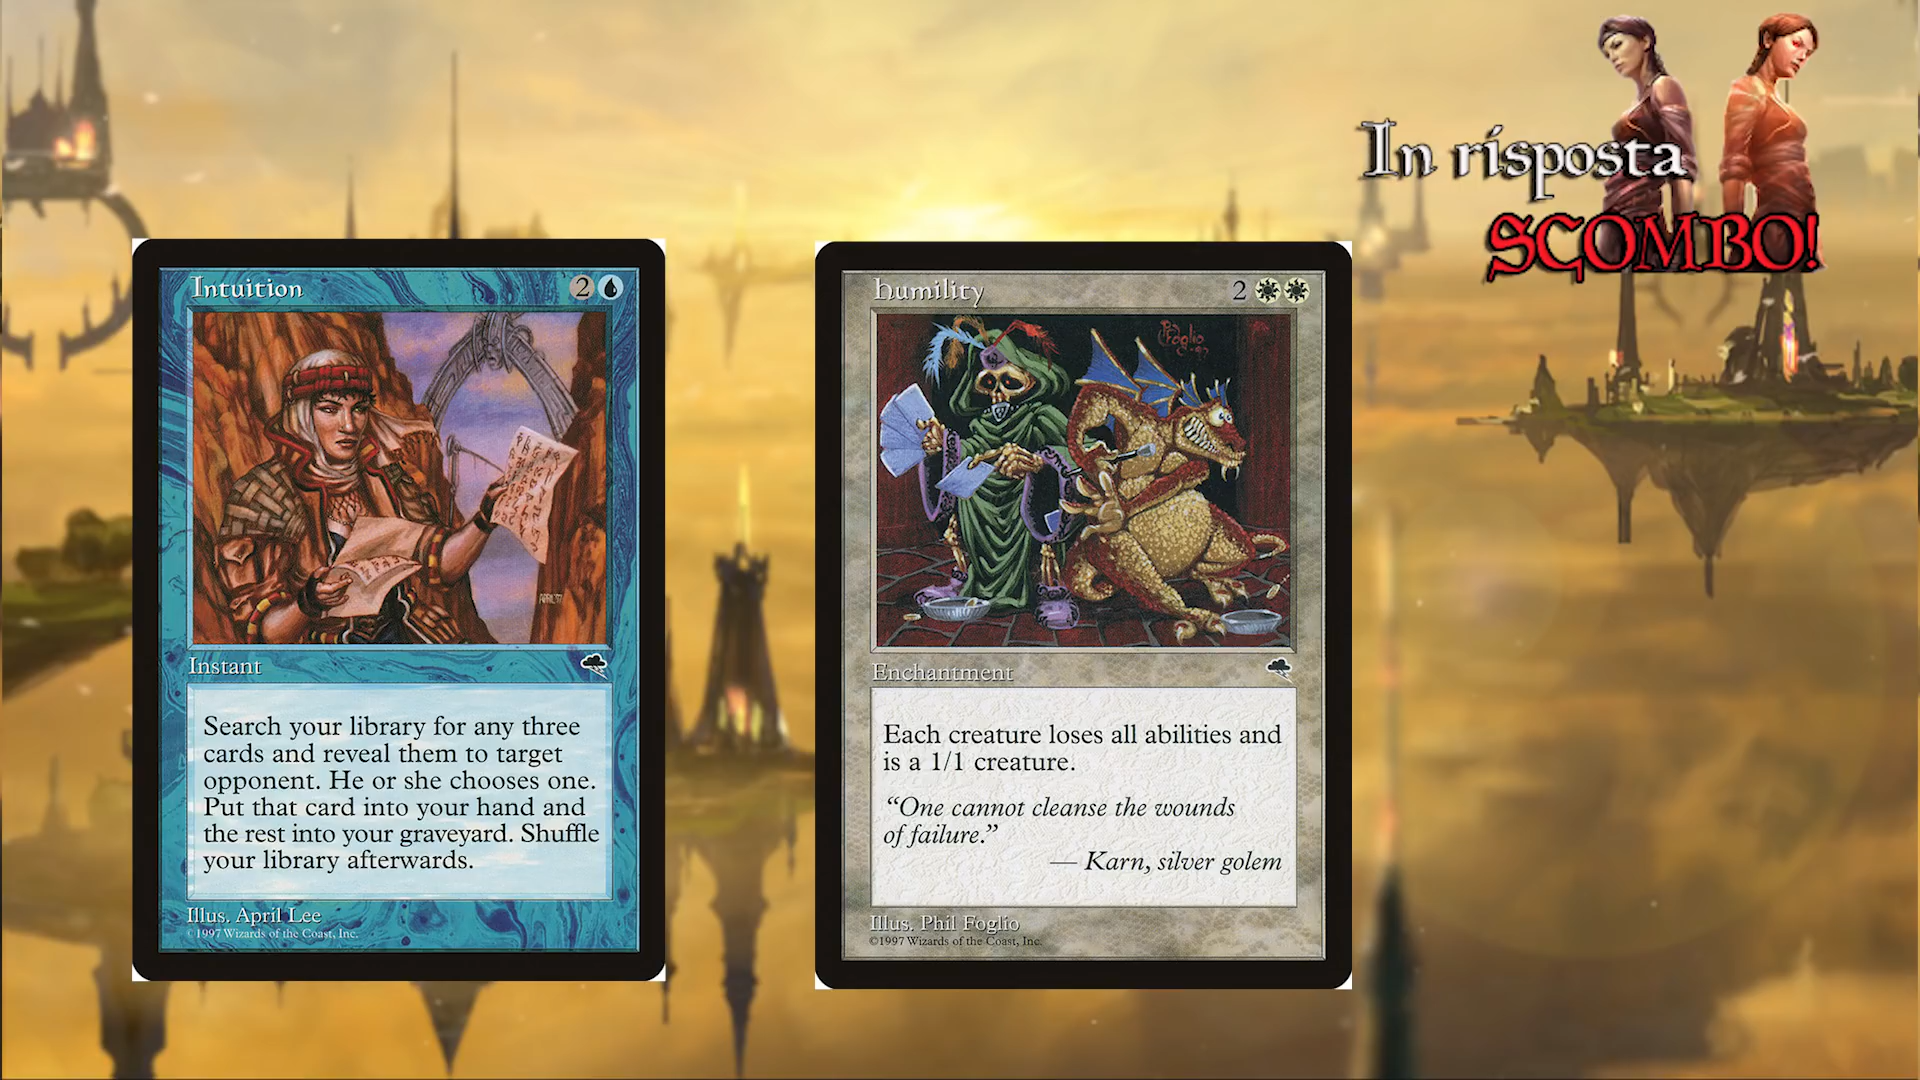 In risposta
SCOMBO!
Intuition
2
Instant
Search your library for any three
cards and reveal them to target
opponent. He or she chooses one.
Put that card into your hand and
the rest into your graveyard. Shuffle
your library afterwards.
Illus. April Lee
©1997 Wizards of the Coast, Inc.
Humility
2
Enchantment
Each creature loses all abilities and
is a 1/1 creature.
“One cannot cleanse the wounds
of failure.”
— Karn, silver golem
Illus. Phil Foglio
©1997 Wizards of the Coast, Inc.